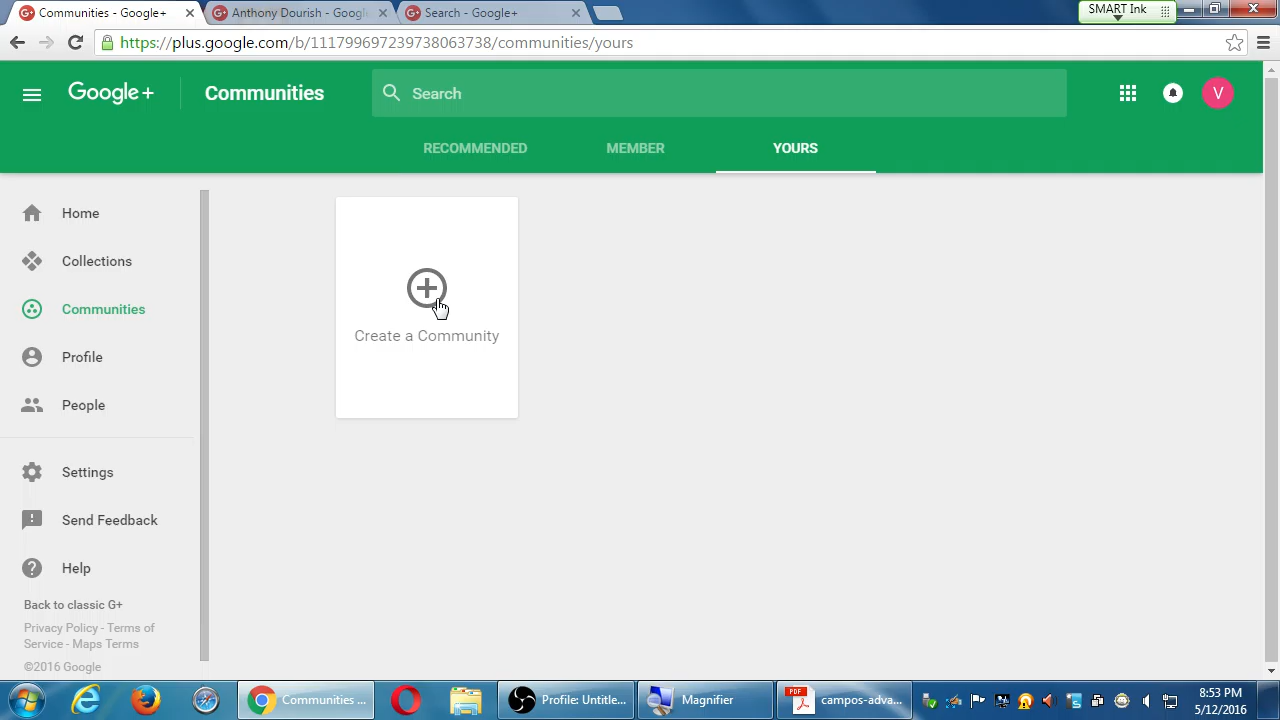 Communities - Google+
Anthony Dourish - Googl
Search - Google+
SMART Ink
https://plus.google.com/b/111799697239738063738/communities/yours
Google+
Communities
Search
V
RECOMMENDED
MEMBER
YOURS
Home
Collections
Communities
Profile
People
Settings
Send Feedback
Help
Back to classic G+
Privacy Policy - Terms of
Service - Maps Terms
©2016 Google
Create a Community
Communities ...
Profile: Untitle...
Magnifier
PDF
campos-adva...
8:53 PM
5/12/2016